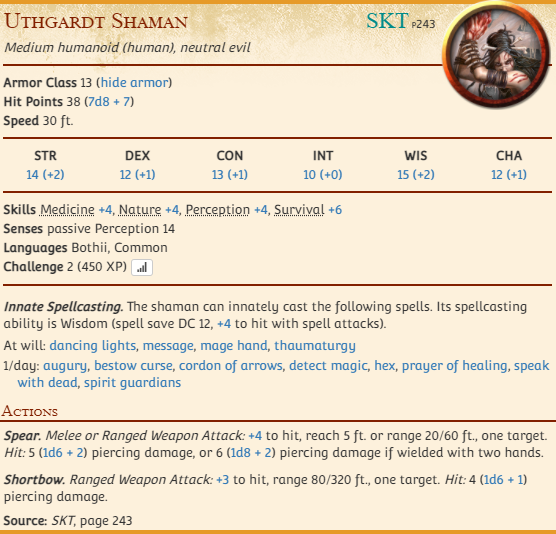 Uthgardt Shaman SKT p243
Medium humanoid (human), neutral evil
Armor Class 13 (hide armor)
Hit Points 38 (7d8 + 7)
Speed 30 ft.
STR DEX CON INT WIS CHA
14 (+2) 12 (+1) 13 (+1) 10 (+0) 15 (+2) 12 (+1)
Skills Medicine +4, Nature +4, Perception +4, Survival +6
Senses passive Perception 14
Languages Bothii, Common
Challenge 2 (450 XP)
Innate Spellcasting. The shaman can innately cast the following spells. Its spellcasting
ability is Wisdom (spell save DC 12, +4 to hit with spell attacks).
At will: dancing lights, message, mage hand, thaumaturgy
1/day: augury, bestow curse, cordon of arrows, detect magic, hex, prayer of healing, speak
with dead, spirit guardians
Actions
Spear. Melee or Ranged Weapon Attack: +4 to hit, reach 5 ft. or range 20/60 ft., one target.
Hit: 5 (1d6 + 2) piercing damage, or 6 (1d8 + 2) piercing damage if wielded with two hands.
Shortbow. Ranged Weapon Attack: +3 to hit, range 80/320 ft., one target. Hit: 4 (1d6 + 1)
piercing damage.
Source: SKT, page 243